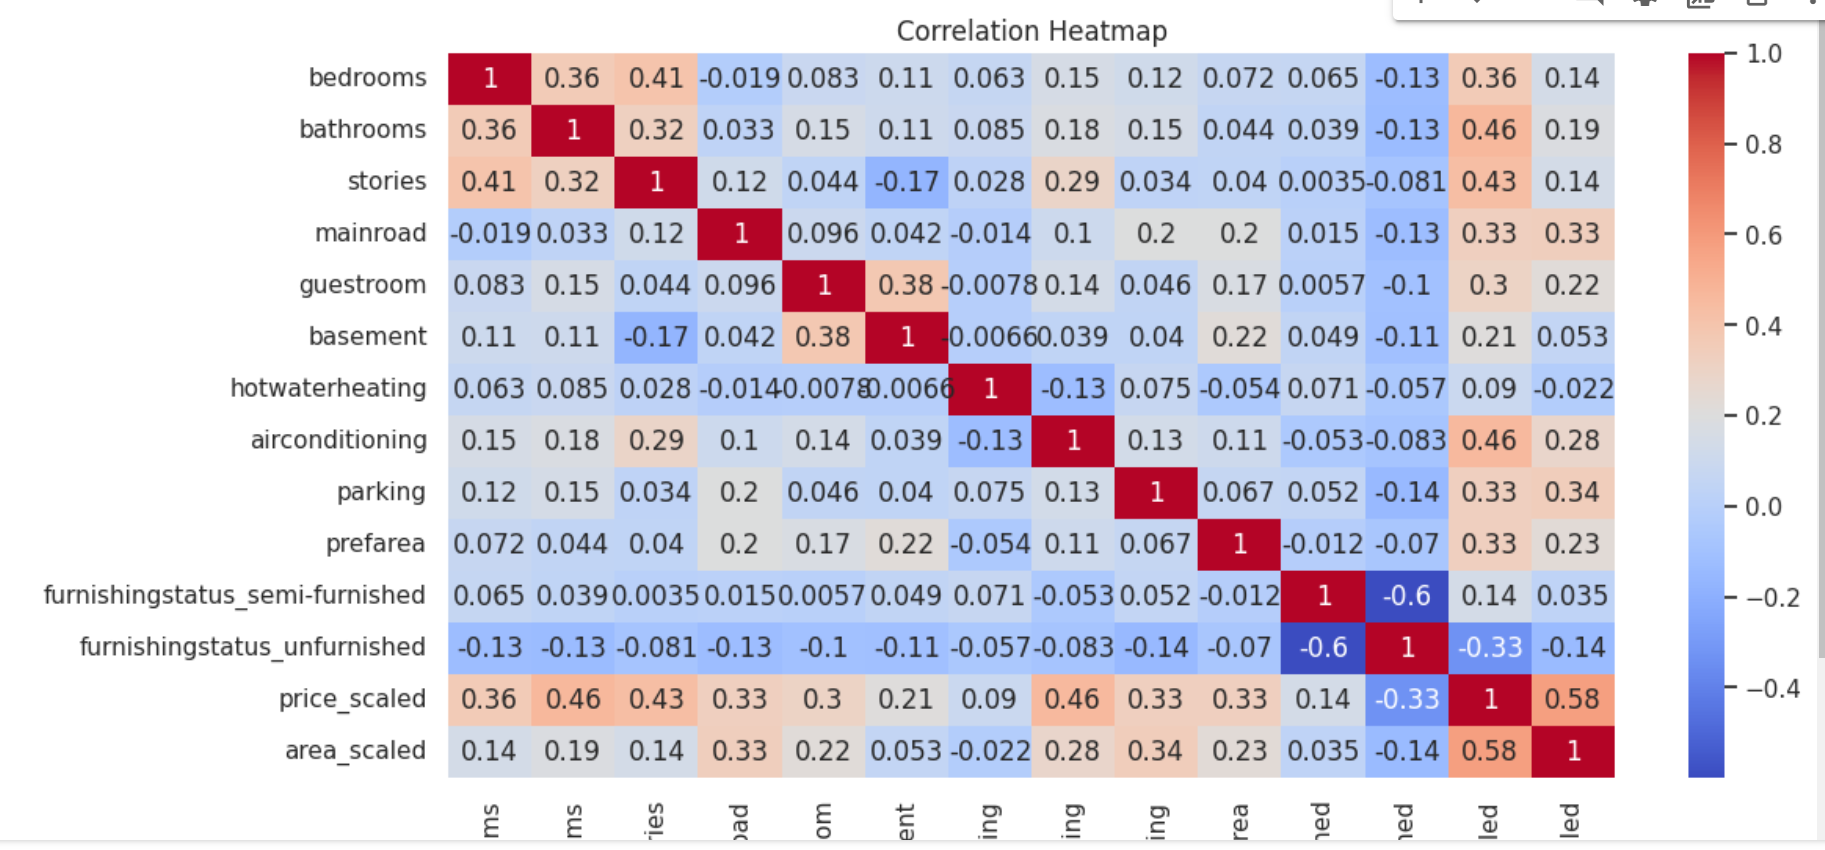 Correlation Heatmap
bedrooms 1 0.36 0.41 -0.019 0.083 0.11 0.063 0.15 0.12 0.072 0.065 -0.13 0.36 0.14
bathrooms 0.36 1 0.32 0.033 0.15 0.11 0.085 0.18 0.15 0.044 0.039 -0.13 0.46 0.19
stories 0.41 0.32 1 0.12 0.044 -0.17 0.028 0.29 0.034 0.04 0.0035 -0.081 0.43 0.14
mainroad -0.019 0.033 0.12 1 0.096 0.042 -0.014 0.1 0.2 0.2 0.015 -0.13 0.33 0.33
guestroom 0.083 0.15 0.044 0.096 1 0.38 -0.0078 0.14 0.046 0.17 0.0057 -0.1 0.3 0.22
basement 0.11 0.11 -0.17 0.042 0.38 1 -0.0066 0.039 0.04 0.22 0.049 -0.11 0.21 0.053
hotwaterheating 0.063 0.085 0.028 -0.014 -0.0078 -0.0066 1 -0.13 0.075 -0.054 0.071 -0.057 0.09 -0.022
airconditioning 0.15 0.18 0.29 0.1 0.14 0.039 -0.13 1 0.13 0.11 -0.053 -0.083 0.46 0.28
parking 0.12 0.15 0.034 0.2 0.046 0.04 0.075 0.13 1 0.067 0.052 -0.14 0.33 0.34
prefarea 0.072 0.044 0.04 0.2 0.17 0.22 -0.054 0.11 0.067 1 -0.012 -0.07 0.33 0.23
furnishingstatus_semi-furnished 0.065 0.039 0.0035 0.015 0.0057 0.049 0.071 -0.053 0.052 -0.012 1 -0.6 0.14 0.035
furnishingstatus_unfurnished -0.13 -0.13 -0.081 -0.13 -0.1 -0.11 -0.057 -0.083 -0.14 -0.07 -0.6 1 -0.33 -0.14
price_scaled 0.36 0.46 0.43 0.33 0.3 0.21 0.09 0.46 0.33 0.33 0.14 -0.33 1 0.58
area_scaled 0.14 0.19 0.14 0.33 0.22 0.053 -0.022 0.28 0.34 0.23 0.035 -0.14 0.58 1
1.0
0.8
0.6
0.4
0.2
0.0
−0.2
−0.4